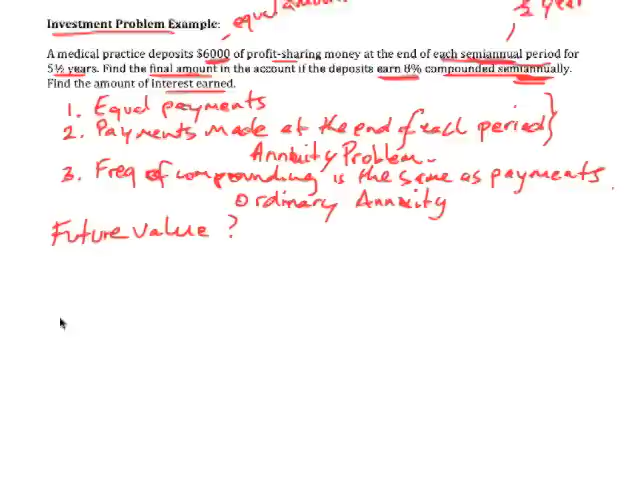 ½ year
equal amount
Investment Problem Example:
A medical practice deposits $6000 of profit-sharing money at the end of each semiannual period for
5½ years. Find the final amount in the account if the deposits earn 8% compounded semiannually.
Find the amount of interest earned.
1. Equal payments
2. Payments Made at the end of each period
Annuity Problem.
3. Freq of compounding is the same as payments.
Ordinary Annuity
Future Value ?